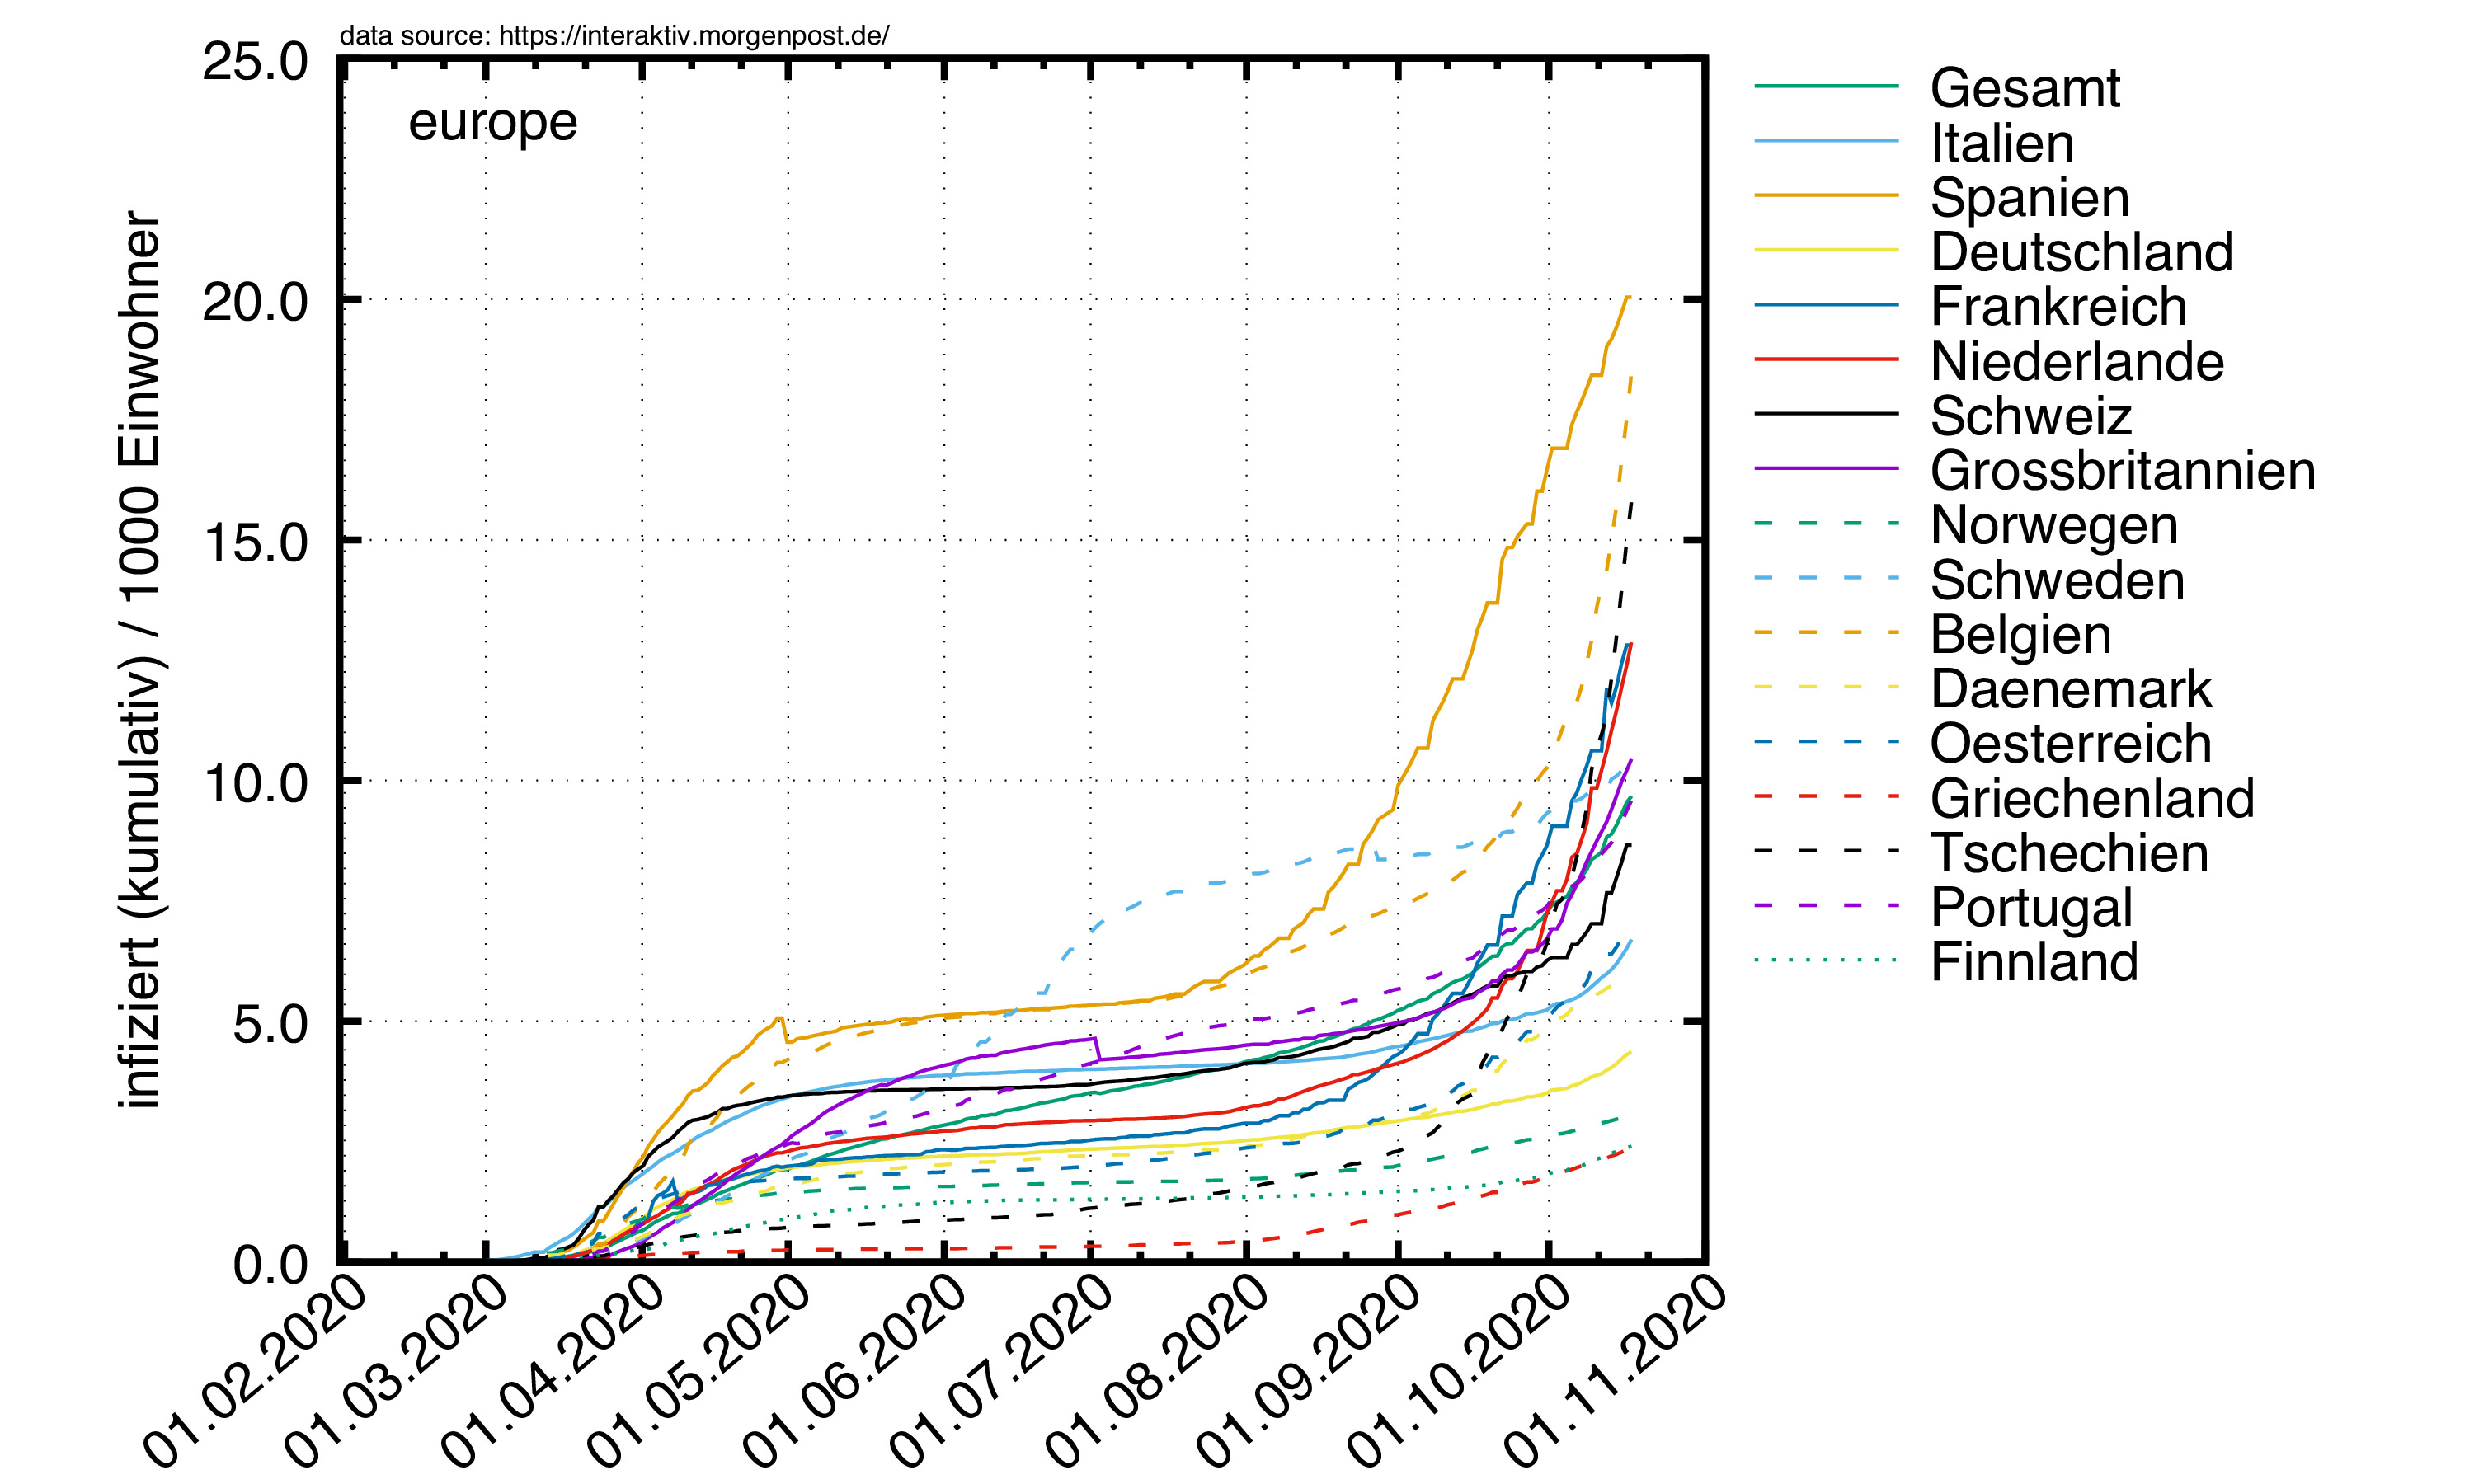 data source: https://interaktiv.morgenpost.de/
25.0
20.0
15.0
10.0
5.0
0.0
infiziert (kumulativ) / 1000 Einwohner
europe
01.02.2020
01.03.2020
01.04.2020
01.05.2020
01.06.2020
01.07.2020
01.08.2020
01.09.2020
01.10.2020
01.11.2020
Gesamt
Italien
Spanien
Deutschland
Frankreich
Niederlande
Schweiz
Grossbritannien
Norwegen
Schweden
Belgien
Daenemark
Oesterreich
Griechenland
Tschechien
Portugal
Finnland